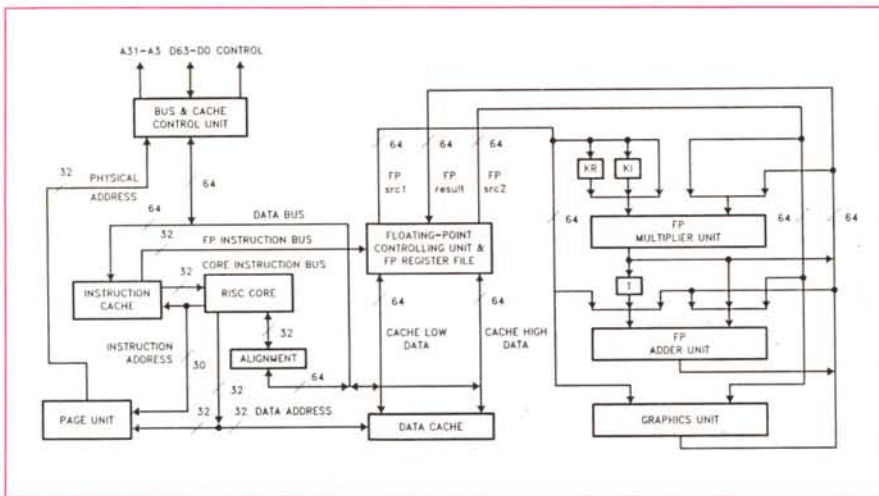 A31-A3 D63-D0 CONTROL
BUS & CACHE
CONTROL UNIT
32
PHYSICAL
ADDRESS
64
64
DATA BUS
32
FP INSTRUCTION BUS
32
CORE INSTRUCTION BUS
INSTRUCTION
CACHE
RISC CORE
INSTRUCTION
ADDRESS
30
32
ALIGNMENT
64
32
PAGE UNIT
32
32
DATA ADDRESS
DATA CACHE
64
64
64
FP
src1
FP
result
FP
src2
FLOATING-POINT
CONTROLLING UNIT &
FP REGISTER FILE
64
64
CACHE LOW
DATA
CACHE HIGH
DATA
KR
KI
64
64
64
FP
MULTIPLIER UNIT
T
FP
ADDER UNIT
GRAPHICS UNIT